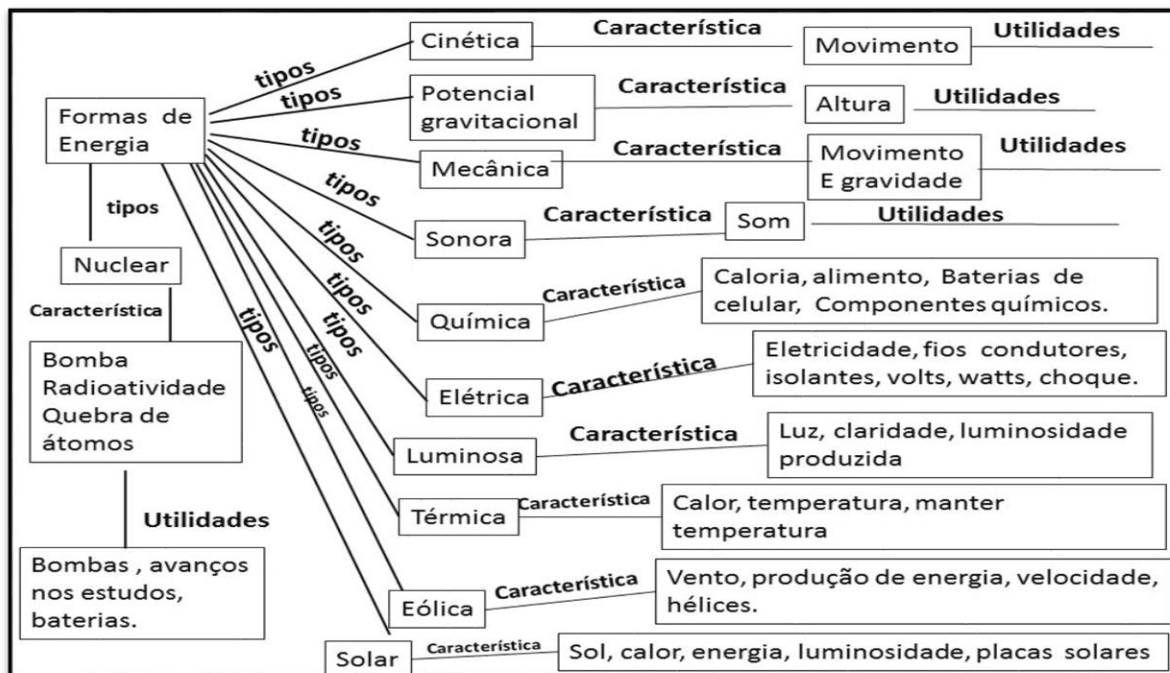 Formas de
Energia
tipos
Cinética
Característica
Movimento
Utilidades
tipos
Potencial
gravitacional
Característica
Altura
Utilidades
tipos
Mecânica
Característica
Movimento
E gravidade
Utilidades
tipos
Sonora
Característica
Som
Utilidades
tipos
Química
Característica
Caloria, alimento, Baterias de
celular, Componentes químicos.
tipos
Elétrica
Característica
Eletricidade, fios condutores,
isolantes, volts, watts, choque.
tipos
Luminosa
Característica
Luz, claridade, luminosidade
produzida
tipos
Térmica
Característica
Calor, temperatura, manter
temperatura
tipos
Eólica
Característica
Vento, produção de energia, velocidade,
hélices.
tipos
Solar
Característica
Sol, calor, energia, luminosidade, placas solares
tipos
Nuclear
Característica
Bomba
Radioatividade
Quebra de
átomos
Utilidades
Bombas , avanços
nos estudos,
baterias.